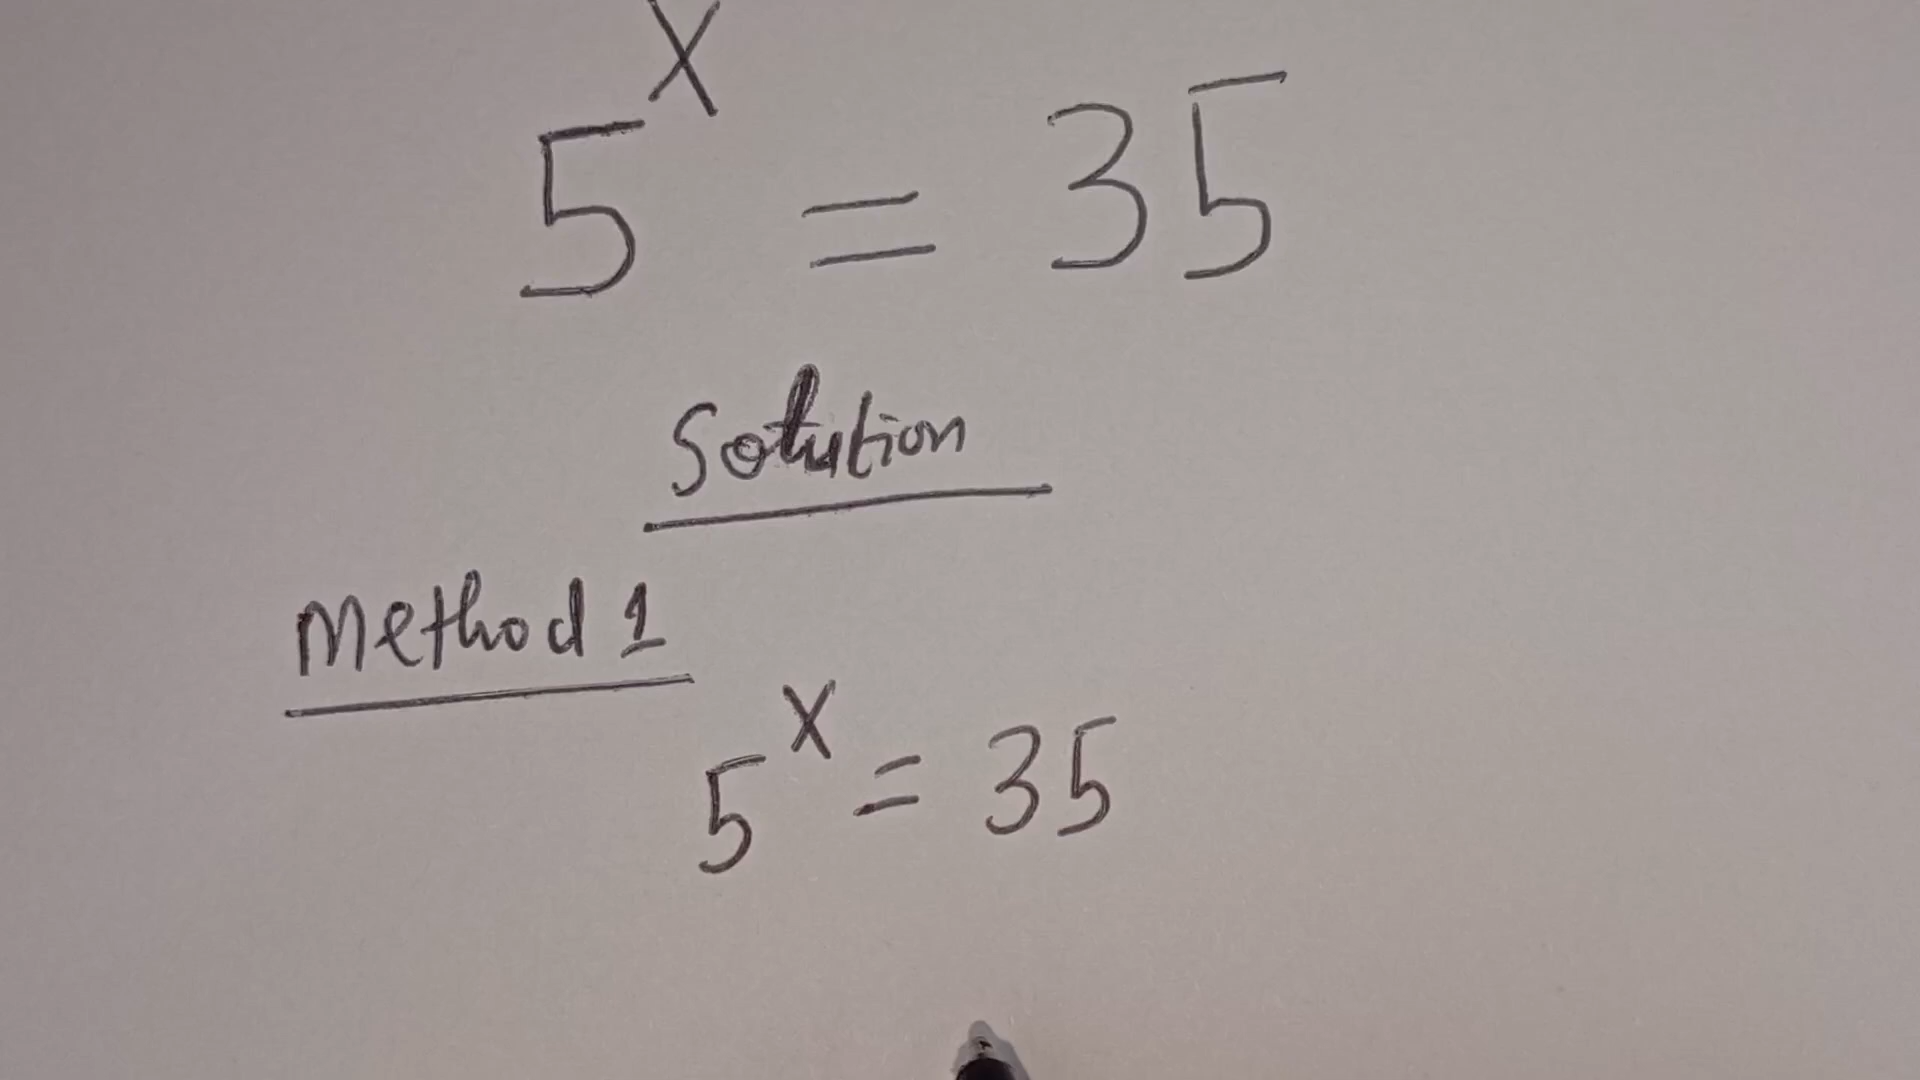 5^x = 35
Solution
Method 1
5^x = 35